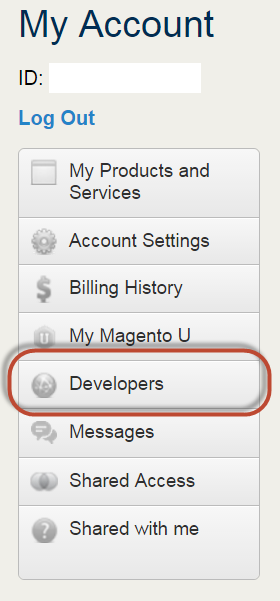 My Account
ID:
Log Out
My Products and
Services
Account Settings
Billing History
My Magento U
Developers
Messages
Shared Access
Shared with me